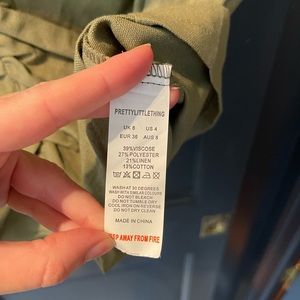 PRETTYLITTLETHING
UK 8 US 4
EUR 36 AUS 8
39%VISCOSE
27% POLYESTER
21%LINEN
13%COTTON
WASH AT 30 DEGREES
WASH WITH SIMILAR COLOURS
DO NOT BLEACH
DO NOT TUMBLE DRY
COOL IRON ON REVERSE
DO NOT DRY CLEAN
MADE IN CHINA
AWAY FROM FIRE